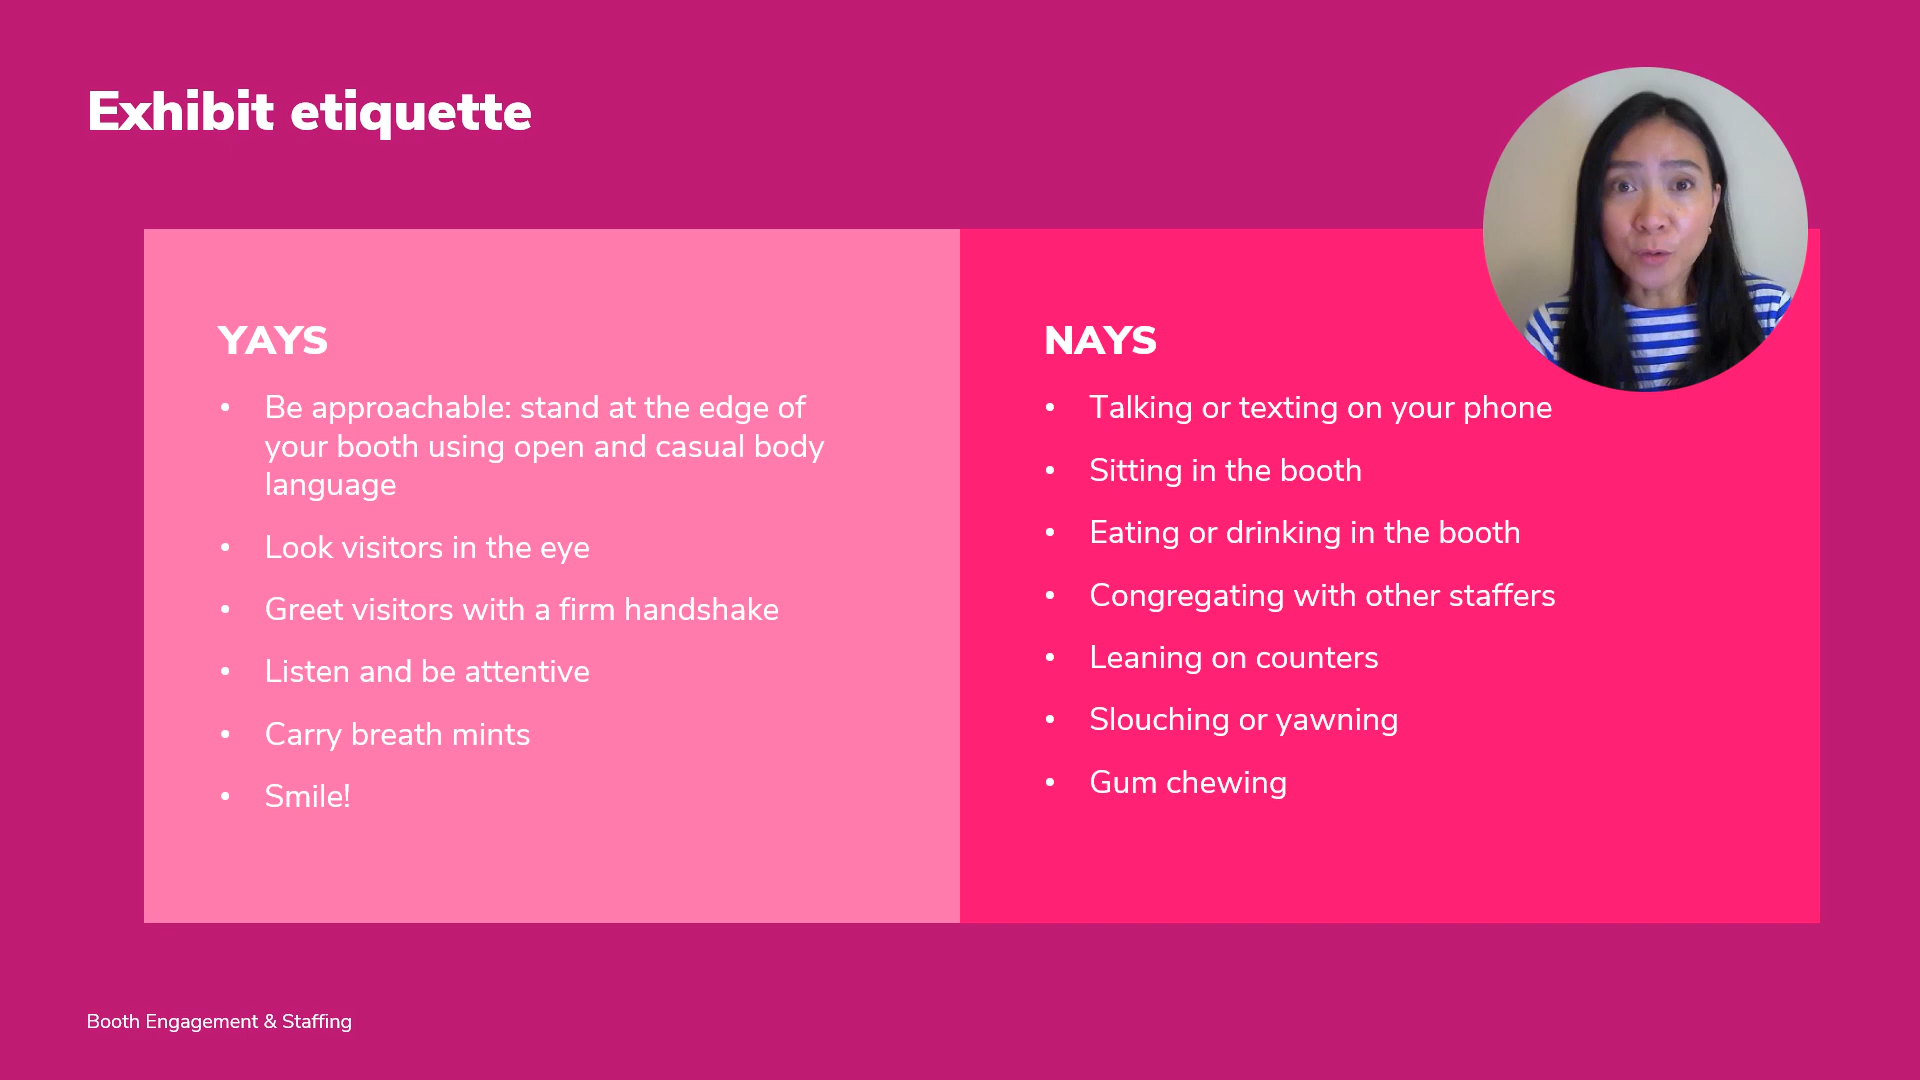 Exhibit etiquette
YAYS
• Be approachable: stand at the edge of
your booth using open and casual body
language
• Look visitors in the eye
• Greet visitors with a firm handshake
• Listen and be attentive
• Carry breath mints
• Smile!
NAYS
• Talking or texting on your phone
• Sitting in the booth
• Eating or drinking in the booth
• Congregating with other staffers
• Leaning on counters
• Slouching or yawning
• Gum chewing
Booth Engagement & Staffing